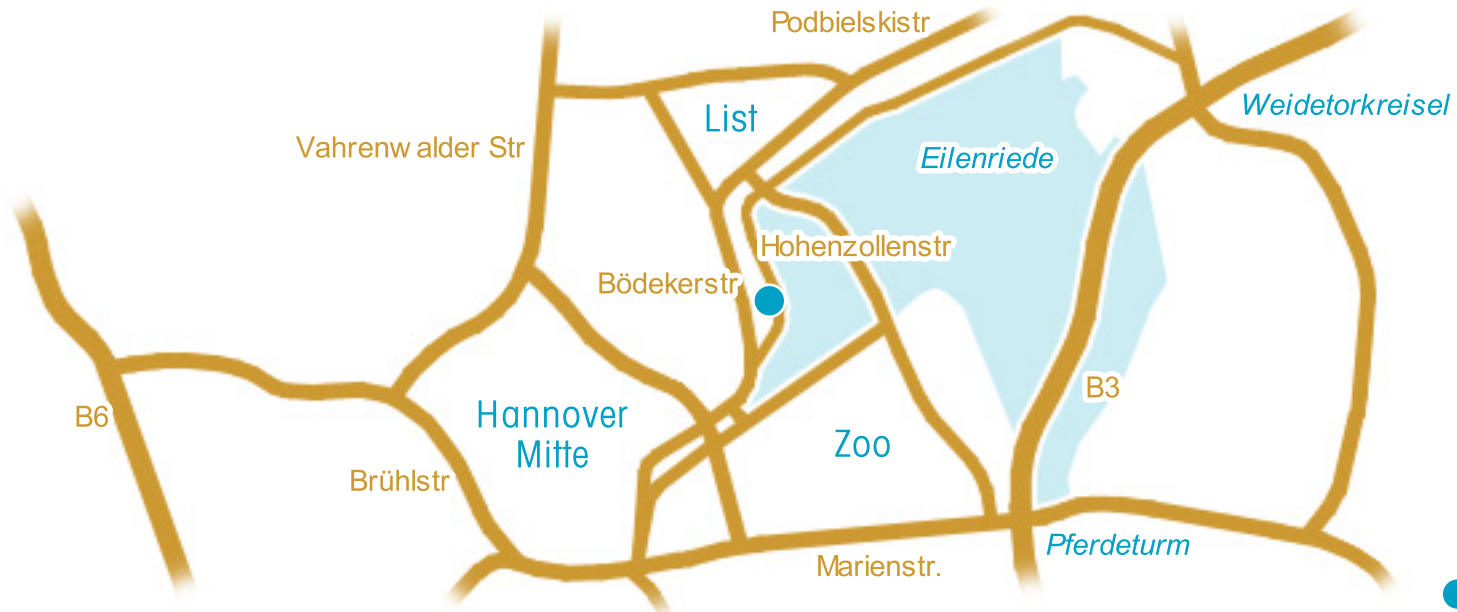 Podbielskistr
Weidetorkreisel
List
Vahrenw alder Str
Eilenriede
Hohenzollenstr
Bödekerstr
B3
B6
Hannover
Mitte
Zoo
Brühlstr
Pferdeturm
Marienstr.